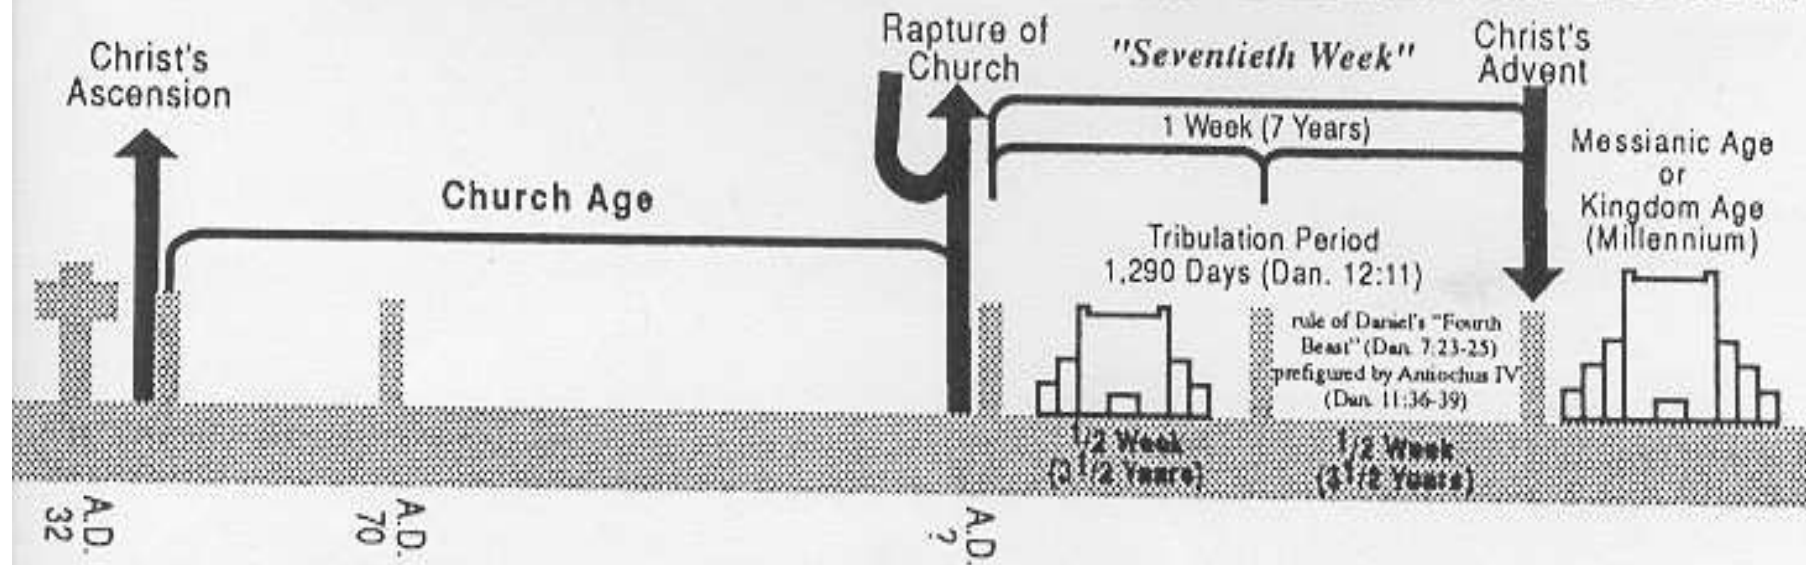 Christ's
Ascension
Church Age
Rapture of
Church
"Seventieth Week"
1 Week (7 Years)
Christ's
Advent
Messianic Age
or
Kingdom Age
(Millennium)
Tribulation Period
1,290 Days (Dan. 12:11)
rule of Daniel's "Fourth
Beast" (Dan. 7:23-25)
prefigured by Antiochus IV
(Dan. 11:36-39)
1/2 Week
(3 1/2 Years)
1/2 Week
(3 1/2 Years)
A.D.
32
A.D.
70
A.D.
?